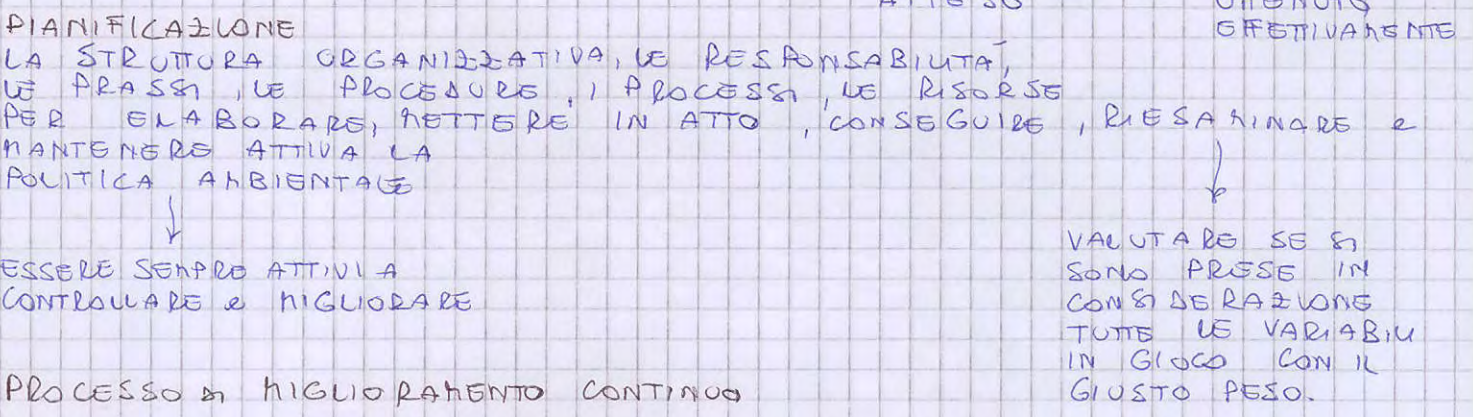 ATTESO
OTTENUTO
EFFETTIVAMENTE
PIANIFICAZIONE
LA STRUTTURA ORGANIZZATIVA, LE RESPONSABILITÀ,
LE PRASSI, LE PROCEDURE, I PROCESSI, LE RISORSE
PER ELABORARE, METTERE IN ATTO, CONSEGUIRE, RIESAMINARE e
MANTENERE ATTIVA LA
POLITICA AMBIENTALE
ESSERE SEMPRE ATTIVI A
CONTROLLARE e MIGLIORARE
VALUTARE SE SI
SONO PRESE IN
CONSIDERAZIONE
TUTTE LE VARIABILI
IN GIOCO CON IL
GIUSTO PESO.
PROCESSO DI MIGLIORAMENTO CONTINUO